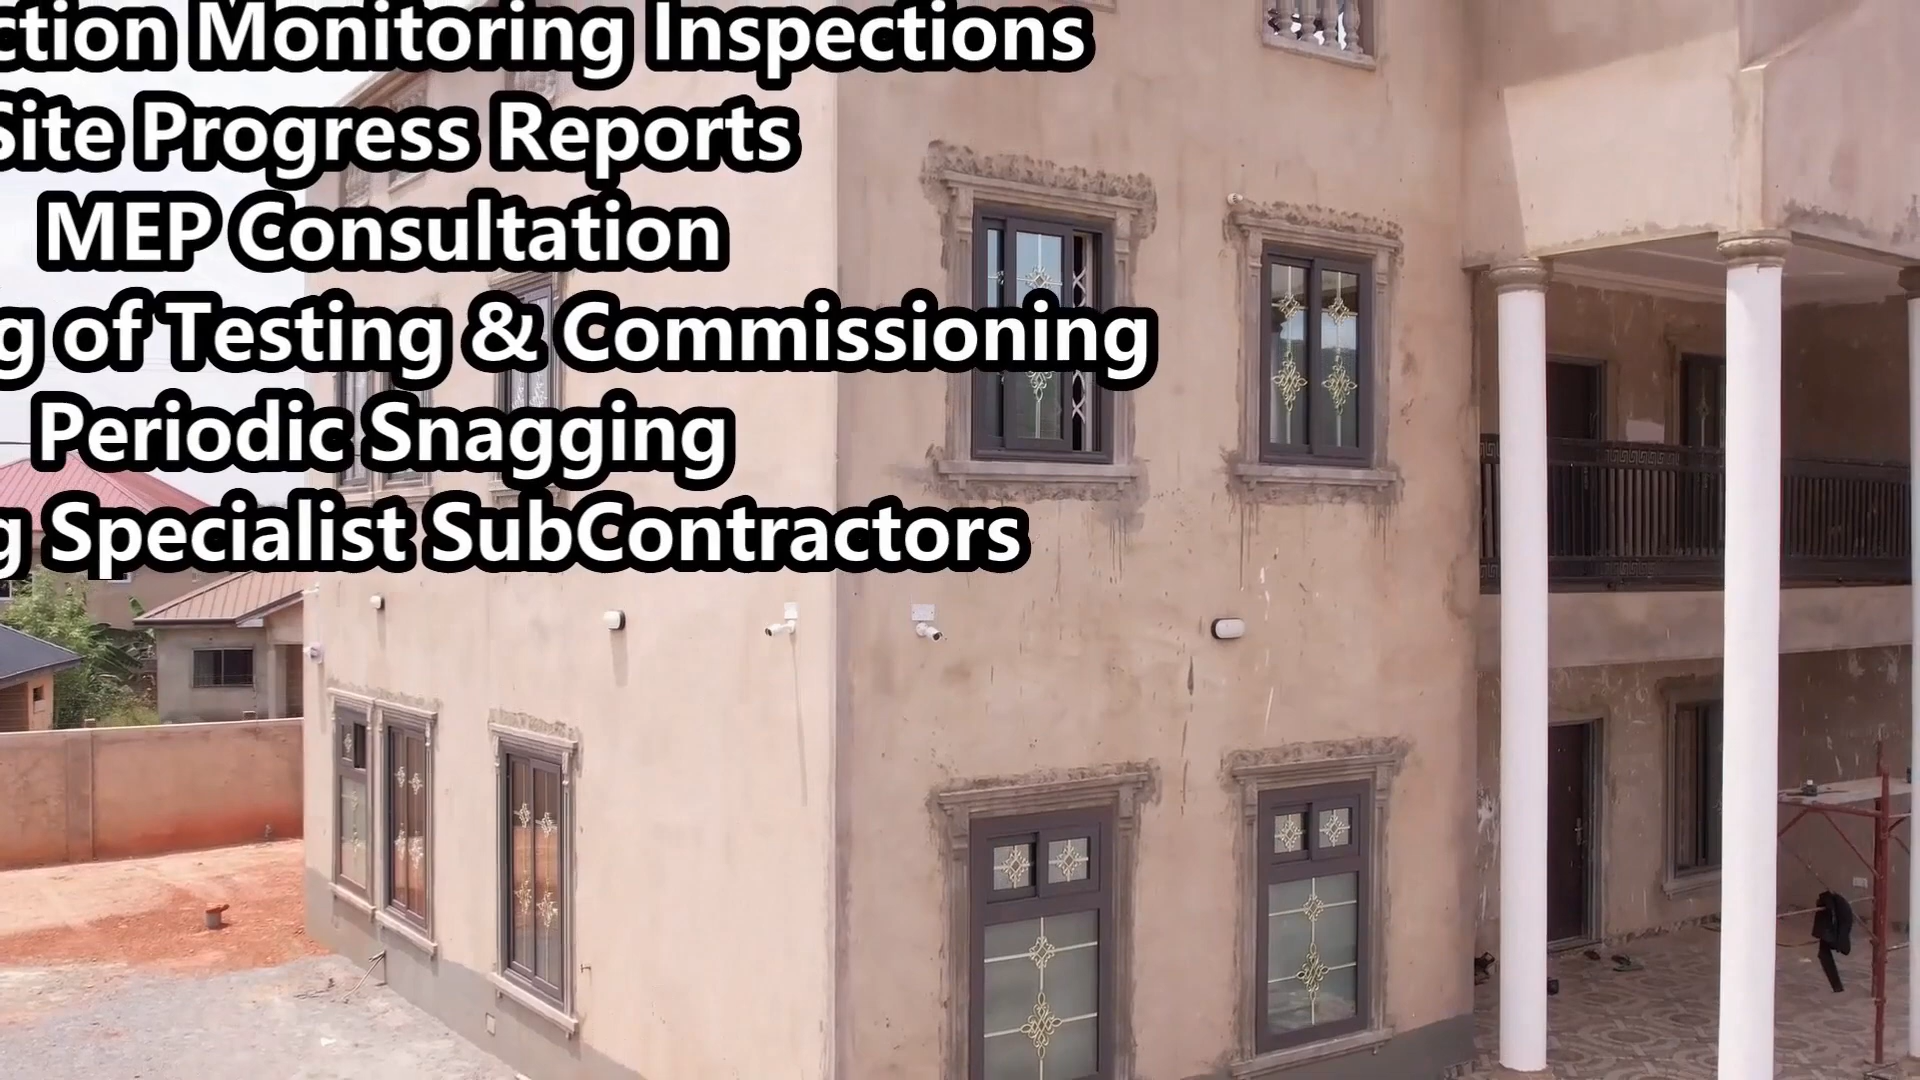 ction Monitoring Inspections
Site Progress Reports
MEP Consultation
g of Testing & Commissioning
Periodic Snagging
g Specialist SubContractors